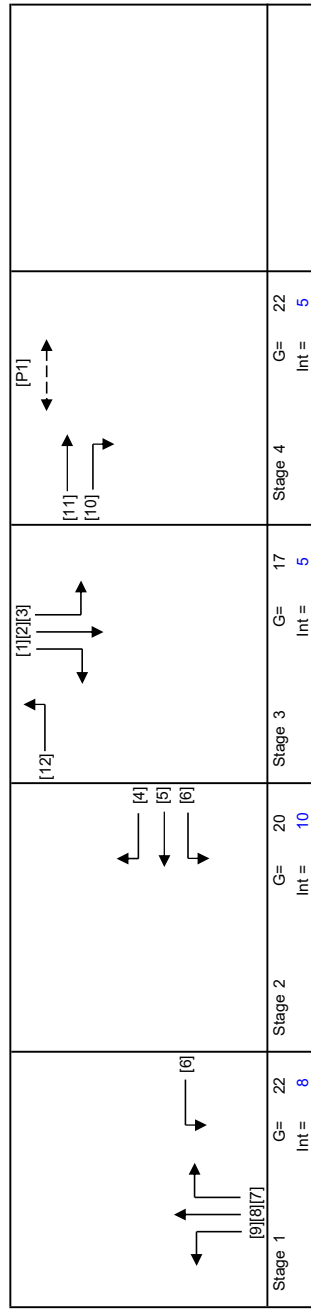 [9][8][7]
[6]
Stage 1 G= 22
Int = 8
[4]
[5]
[6]
Stage 2 G= 20
Int = 10
[12]
[1][2][3]
Stage 3 G= 17
Int = 5
[11]
[10]
[P1]
Stage 4 G= 22
Int = 5